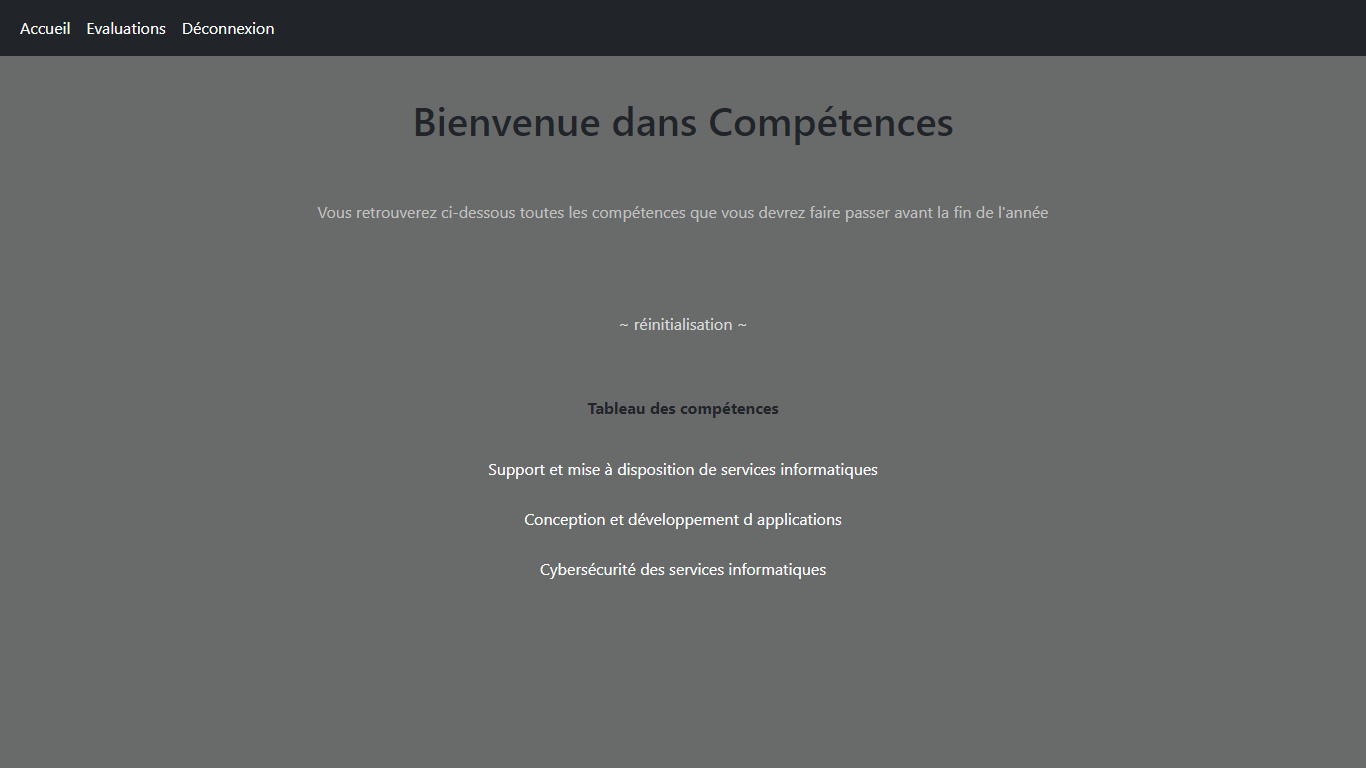 Accueil Evaluations Déconnexion
Bienvenue dans Compétences
Vous retrouverez ci-dessous toutes les compétences que vous devrez faire passer avant la fin de l'année
~ réinitialisation ~
Tableau des compétences
Support et mise à disposition de services informatiques
Conception et développement d applications
Cybersécurité des services informatiques